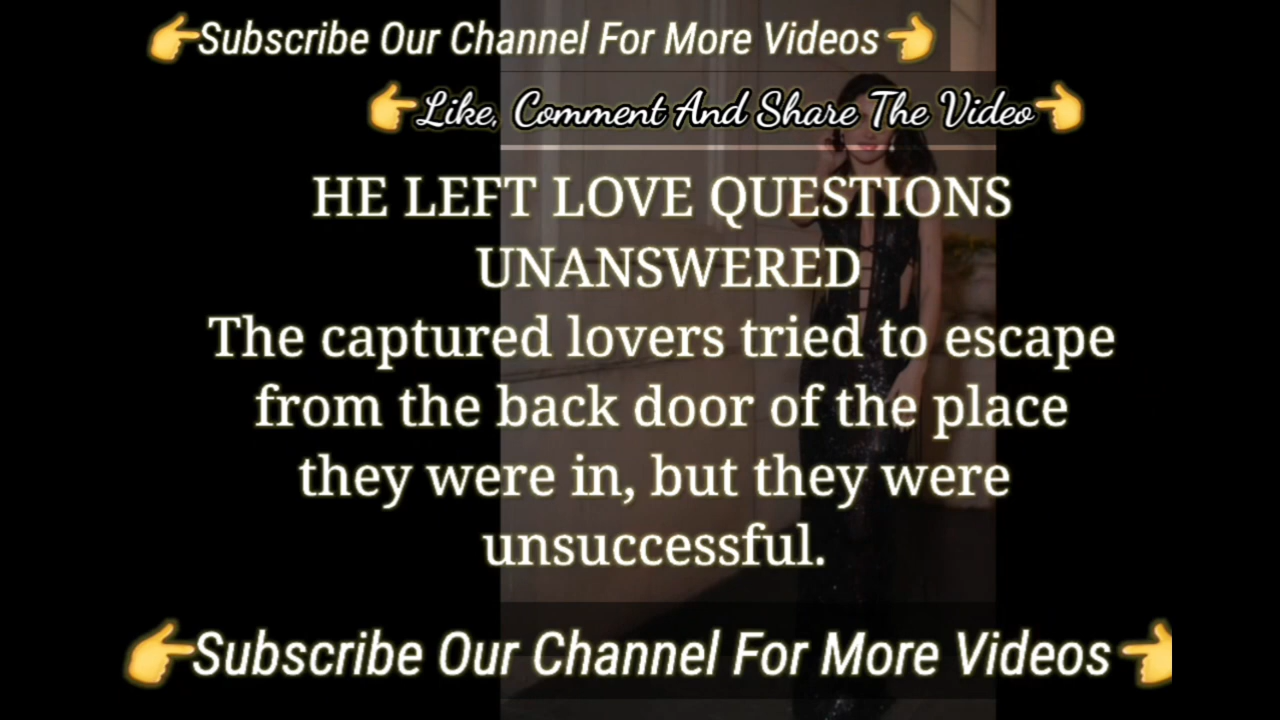 👉Subscribe Our Channel For More Videos👈
👉Like, Comment And Share The Video👈
HE LEFT LOVE QUESTIONS
UNANSWERED
The captured lovers tried to escape
from the back door of the place
they were in, but they were
unsuccessful.
👉Subscribe Our Channel For More Videos👈